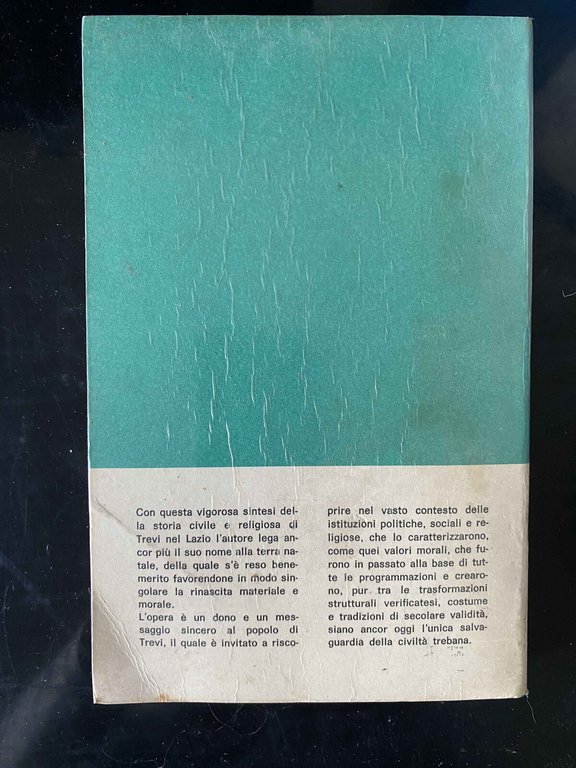 Con questa vigorosa sintesi del-
la storia civile e religiosa di
Trevi nel Lazio l'autore lega an-
cor più il suo nome alla terra na-
tale, della quale s'è reso bene-
merito favorendone in modo sin-
golare la rinascita materiale e
morale.
L'opera è un dono e un mes-
saggio sincero al popolo di
Trevi, il quale è invitato a risco-
prire nel vasto contesto delle
istituzioni politiche, sociali e re-
ligiose, che lo caratterizzarono,
come quei valori morali, che fu-
rono in passato alla base di tut-
te le programmazioni e crearo-
no, pur tra le trasformazioni
strutturali verificatesi, costume
e tradizioni di secolare validità,
siano ancor oggi l'unica salva-
guardia della civiltà trebana.